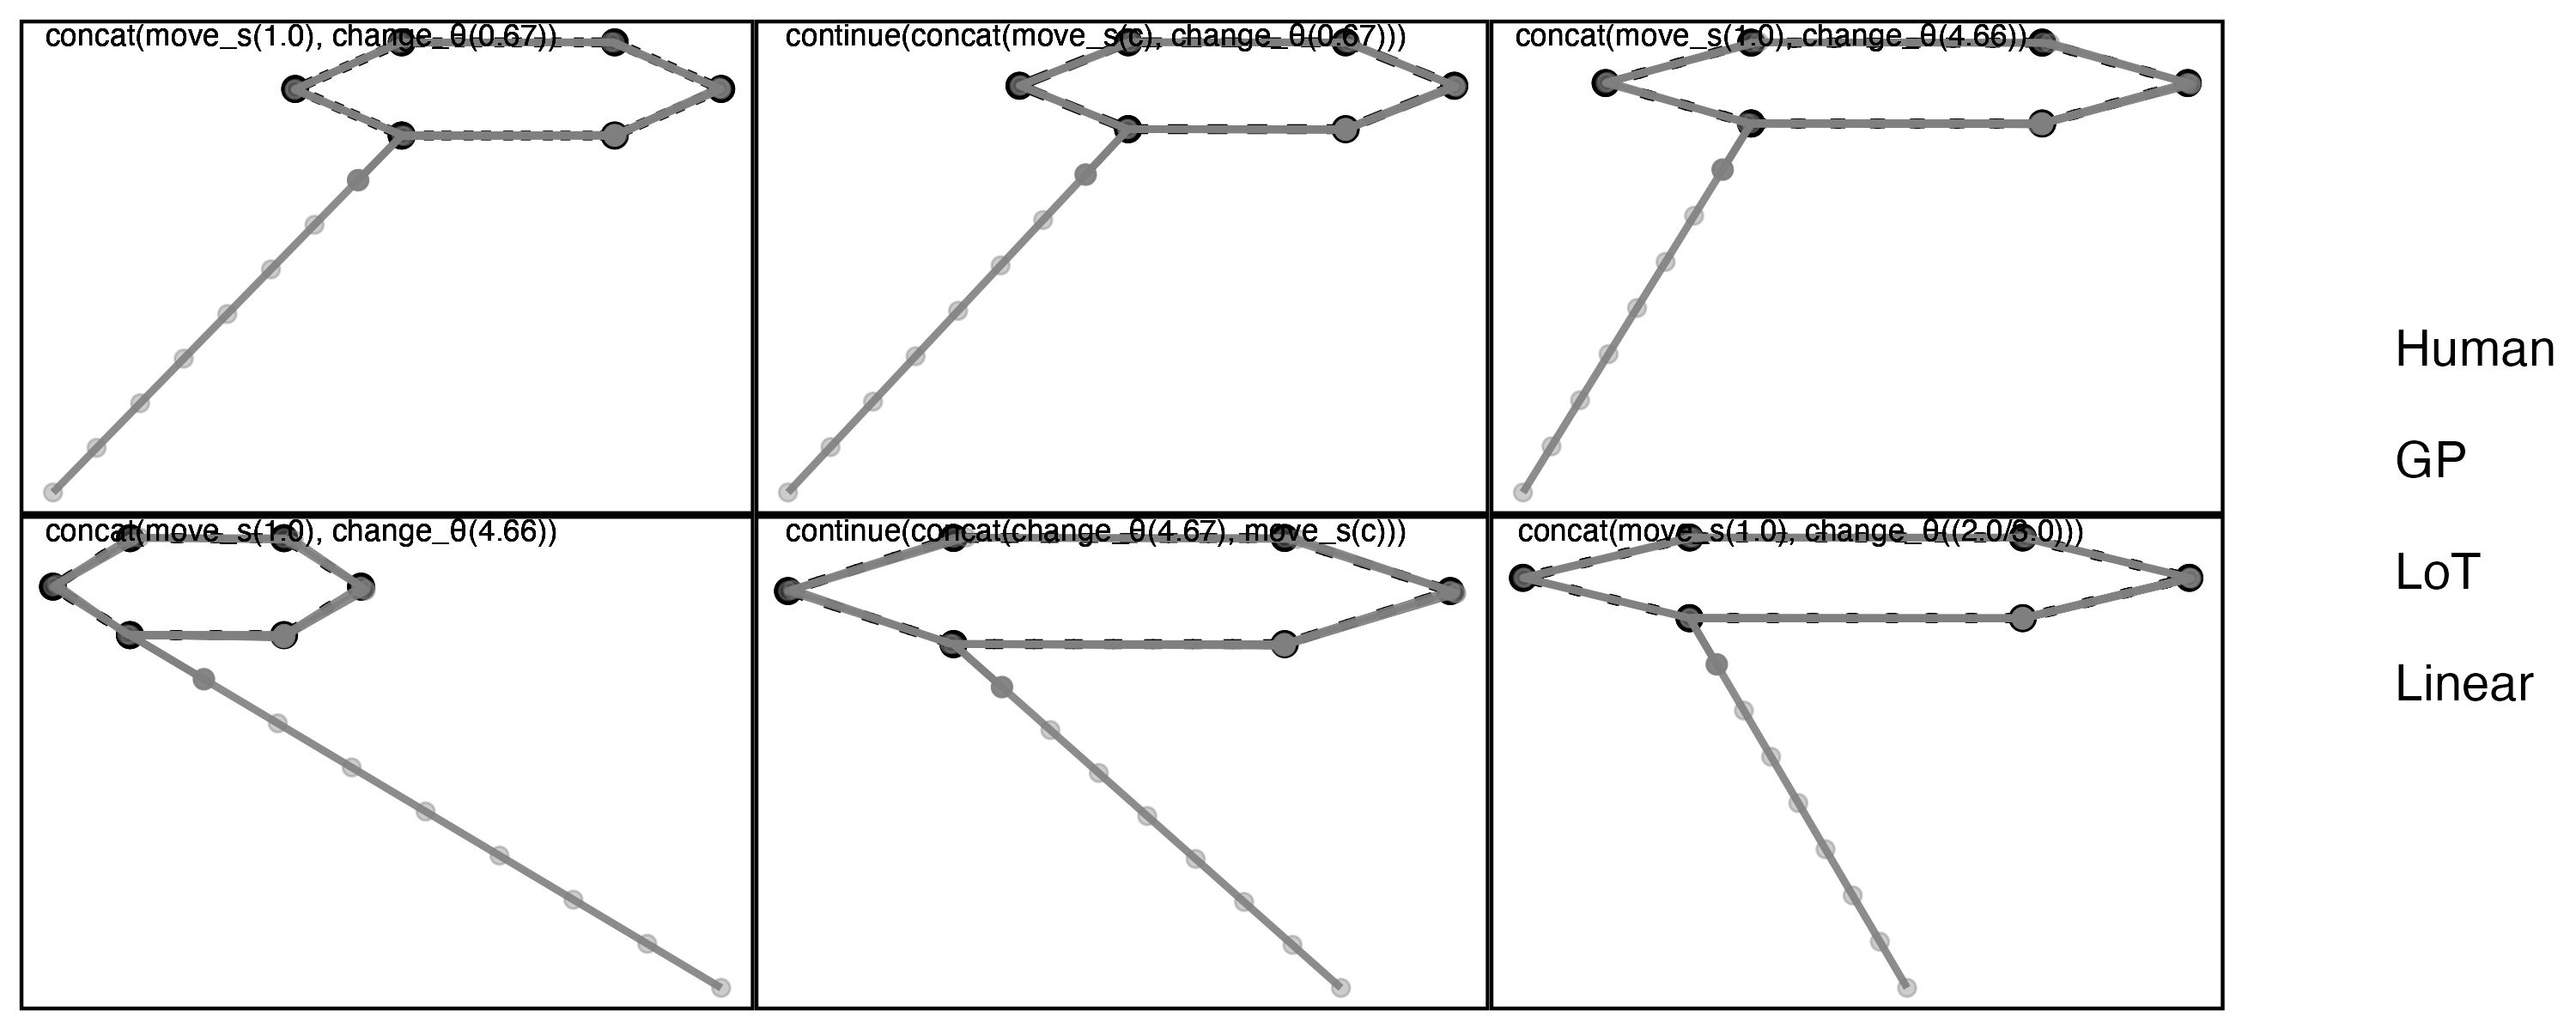 concat(move_s(1.0), change_θ(0.67))
continue(concat(move_s(c), change_θ(0.67)))
concat(move_s(1.0), change_θ(4.66))
concat(move_s(1.0), change_θ(4.66))
continue(concat(change_θ(4.67), move_s(c)))
concat(move_s(1.0), change_θ((2.0/3.0)))
Human
GP
LoT
Linear